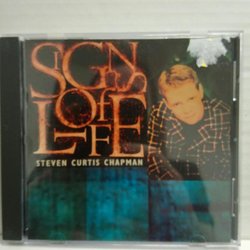 SIGNS
Of
LIFE
STEVEN CURTIS CHAPMAN